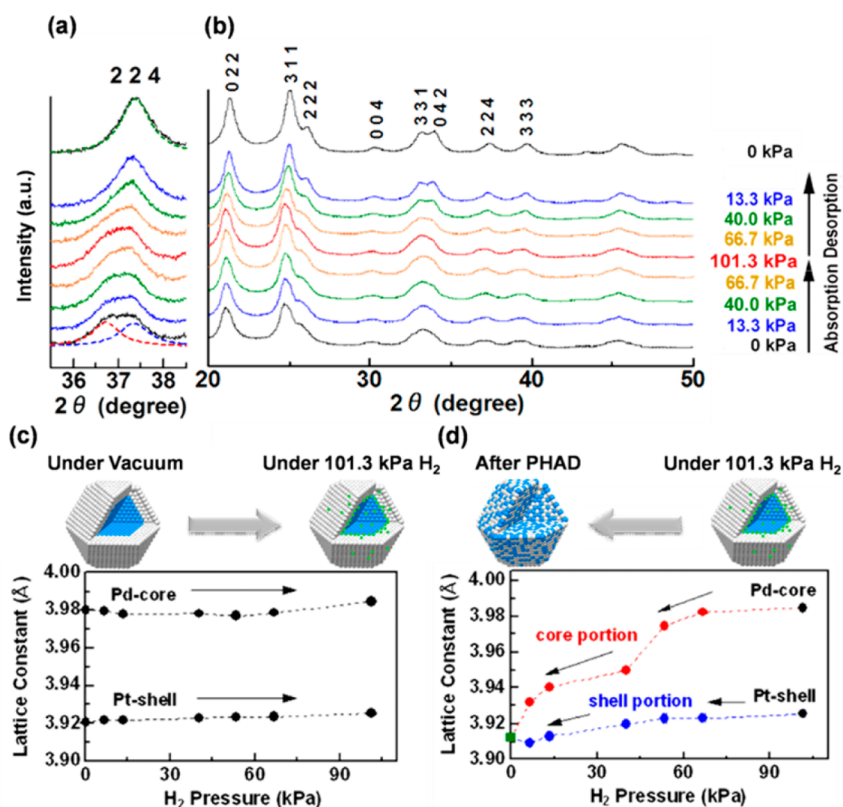 (a)
2 2 4
Intensity (a.u.)
36 37 38
2 θ (degree)
(b)
0 2 2
3 1 1
2 2 2
0 0 4
3 3 1
0 4 2
2 2 4
3 3 3
20 30 40 50
2 θ (degree)
0 kPa
13.3 kPa
40.0 kPa
66.7 kPa
101.3 kPa
66.7 kPa
40.0 kPa
13.3 kPa
0 kPa
Absorption Desorption
(c)
Under Vacuum
Under 101.3 kPa H2
4.00
3.98
3.96
3.94
3.92
3.90
Lattice Constant (Å)
Pd-core
Pt-shell
0 30 60 90
H2 Pressure (kPa)
(d)
After PHAD
Under 101.3 kPa H2
4.00
3.98
3.96
3.94
3.92
3.90
Lattice Constant (Å)
Pd-core
core portion
shell portion
Pt-shell
0 30 60 90
H2 Pressure (kPa)